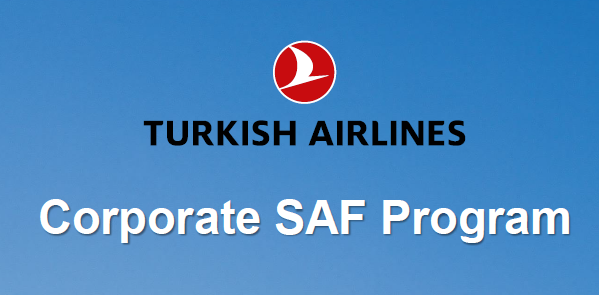 TURKISH AIRLINES
Corporate SAF Program